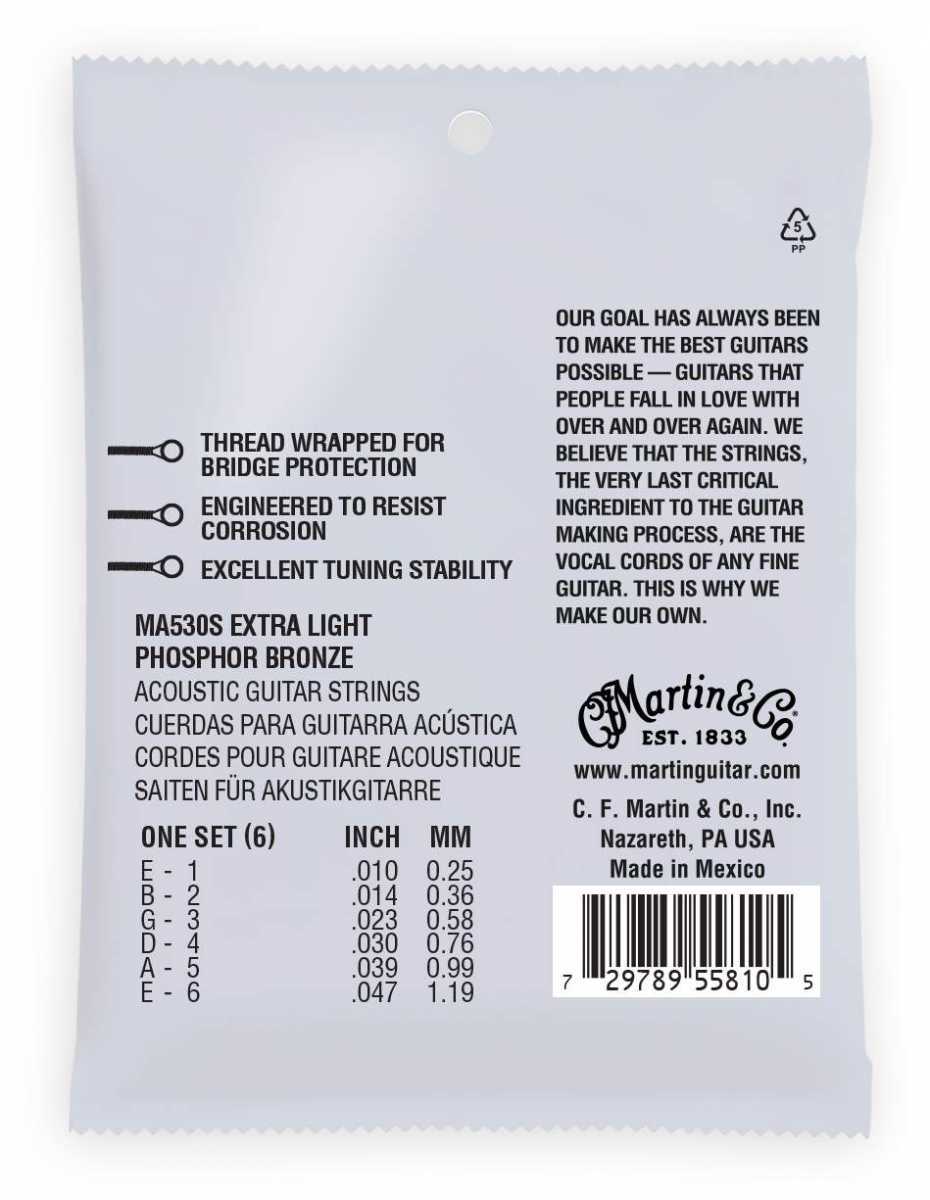 5
PP
OUR GOAL HAS ALWAYS BEEN
TO MAKE THE BEST GUITARS
POSSIBLE — GUITARS THAT
PEOPLE FALL IN LOVE WITH
OVER AND OVER AGAIN. WE
BELIEVE THAT THE STRINGS,
THE VERY LAST CRITICAL
INGREDIENT TO THE GUITAR
MAKING PROCESS, ARE THE
VOCAL CORDS OF ANY FINE
GUITAR. THIS IS WHY WE
MAKE OUR OWN.
THREAD WRAPPED FOR
BRIDGE PROTECTION
ENGINEERED TO RESIST
CORROSION
EXCELLENT TUNING STABILITY
MA530S EXTRA LIGHT
PHOSPHOR BRONZE
ACOUSTIC GUITAR STRINGS
CUERDAS PARA GUITARRA ACÚSTICA
CORDES POUR GUITARE ACOUSTIQUE
SAITEN FÜR AKUSTIKGITARRE
ONE SET (6) INCH MM
E - 1 .010 0.25
B - 2 .014 0.36
G - 3 .023 0.58
D - 4 .030 0.76
A - 5 .039 0.99
E - 6 .047 1.19
CF Martin & Co.®
EST. 1833
www.martinguitar.com
C. F. Martin & Co., Inc.
Nazareth, PA USA
Made in Mexico
7 29789 55810 5